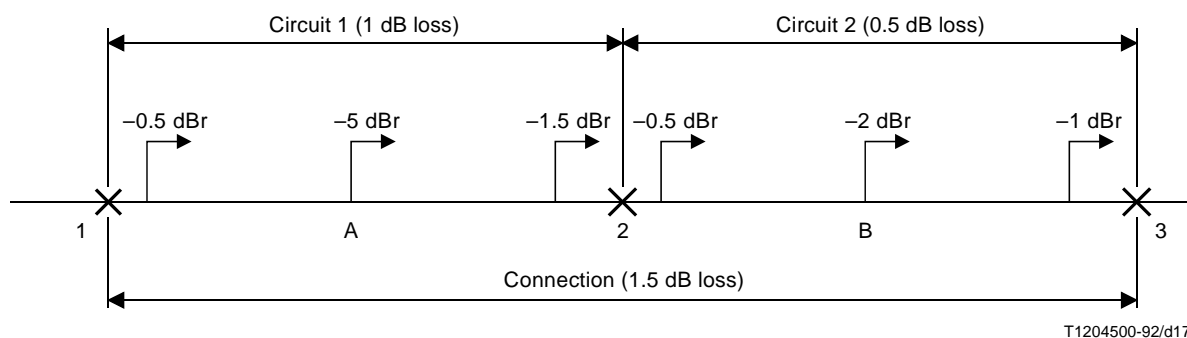 Circuit 1 (1 dB loss) Circuit 2 (0.5 dB loss)
–0.5 dBr –5 dBr –1.5 dBr –0.5 dBr –2 dBr –1 dBr
1 A 2 B 3
Connection (1.5 dB loss)
T1204500-92/d17